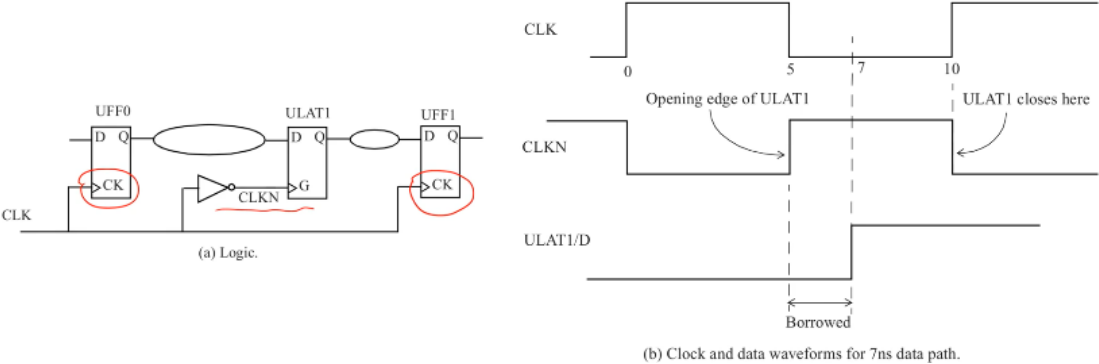 UFF0
D Q
CK
ULAT1
D Q
G
UFF1
D Q
CK
CLKN
CLK
(a) Logic.
CLK
0
5
7
10
Opening edge of ULAT1
ULAT1 closes here
CLKN
ULAT1/D
Borrowed
(b) Clock and data waveforms for 7ns data path.